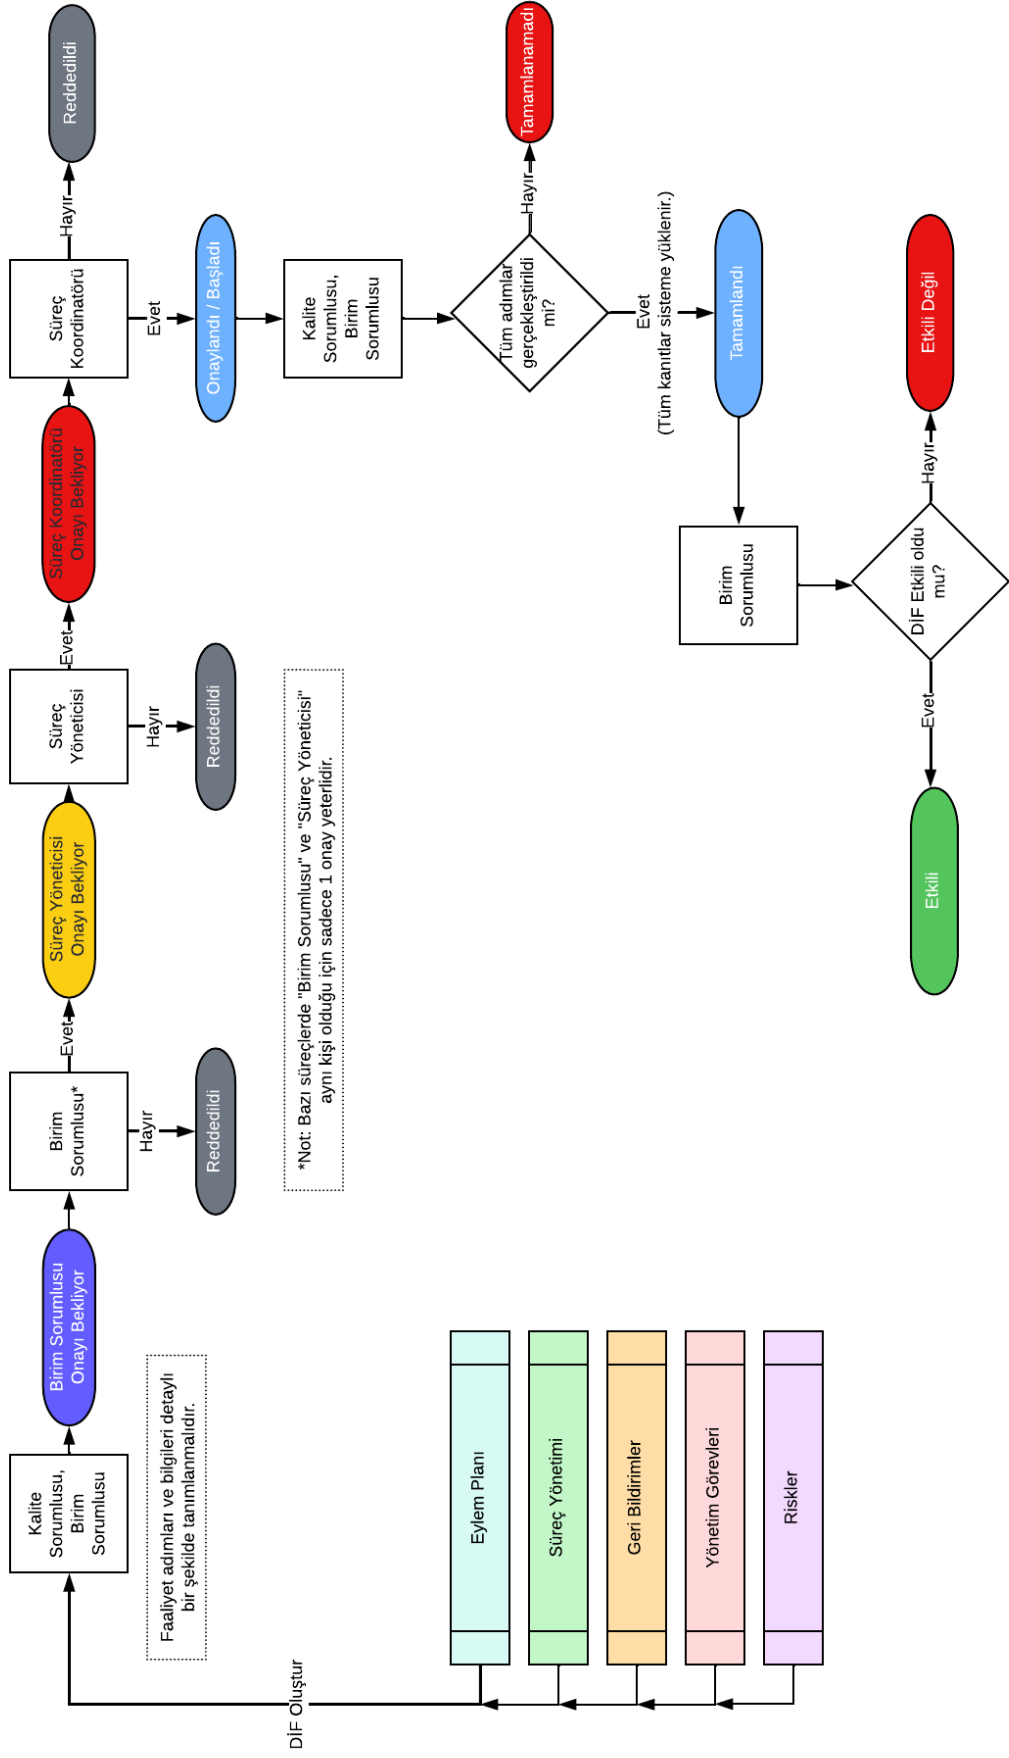 DİF Oluştur
Eylem Planı
Süreç Yönetimi
Geri Bildirimler
Yönetim Görevleri
Riskler
Kalite
Sorumlusu,
Birim
Sorumlusu
Faaliyet adımları ve bilgileri detaylı
bir şekilde tanımlanmalıdır.
Birim Sorumlusu
Onayı Bekliyor
Birim
Sorumlusu*
Hayır
Reddedildi
Evet
Süreç Yöneticisi
Onayı Bekliyor
Süreç
Yöneticisi
Hayır
Reddedildi
Evet
*Not: Bazı süreçlerde "Birim Sorumlusu" ve "Süreç Yöneticisi"
aynı kişi olduğu için sadece 1 onay yeterlidir.
Süreç Koordinatörü
Onayı Bekliyor
Süreç
Koordinatörü
Hayır
Reddedildi
Evet
Onaylandı / Başladı
Kalite
Sorumlusu,
Birim
Sorumlusu
Tüm adımlar
gerçekleştirildi
mi?
Hayır
Tamamlanamadı
Evet
(Tüm kanıtlar sisteme yüklenir.)
Tamamlandı
Birim
Sorumlusu
DİF Etkili oldu
mu?
Hayır
Etkili Değil
Evet
Etkili